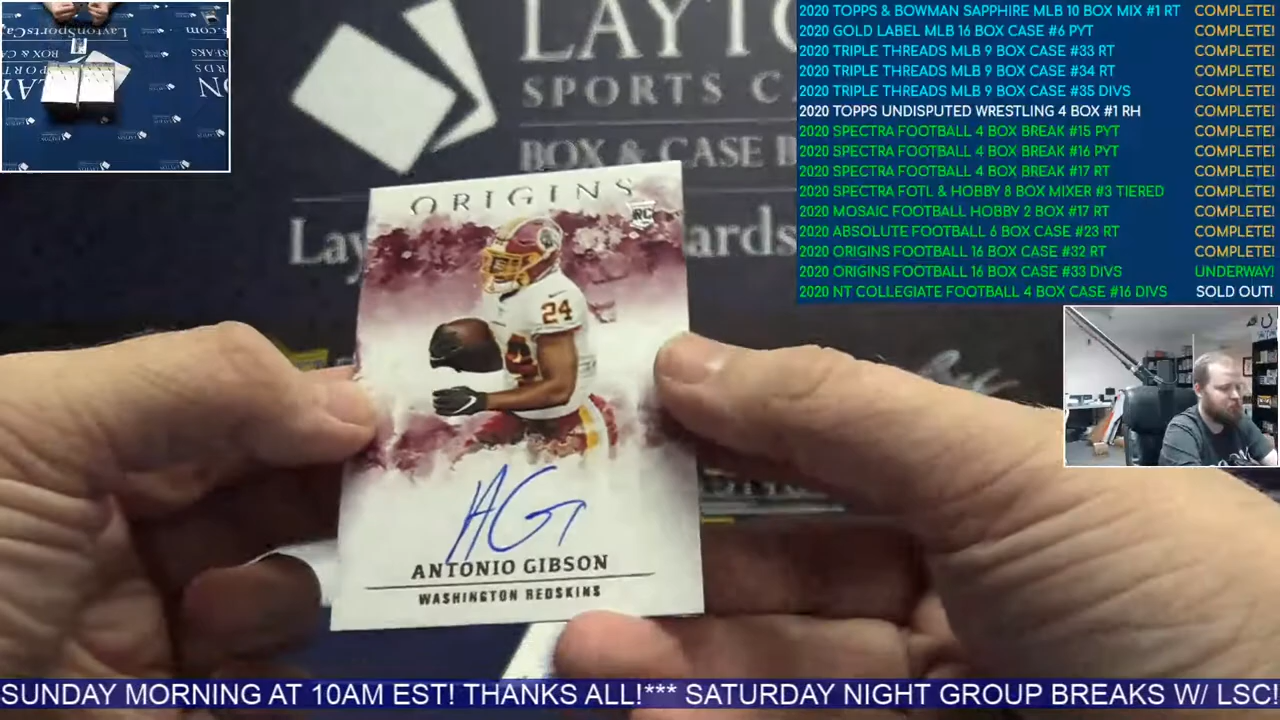 LAYTO
SPORTS CA
BOX & CASE B
Lay
ards
ORIGINS
RC
24
AG
ANTONIO GIBSON
WASHINGTON REDSKINS
2020 TOPPS & BOWMAN SAPPHIRE MLB 10 BOX MIX #1 RT COMPLETE!
2020 GOLD LABEL MLB 16 BOX CASE #6 PYT COMPLETE!
2020 TRIPLE THREADS MLB 9 BOX CASE #33 RT COMPLETE!
2020 TRIPLE THREADS MLB 9 BOX CASE #34 RT COMPLETE!
2020 TRIPLE THREADS MLB 9 BOX CASE #35 DIVS COMPLETE!
2020 TOPPS UNDISPUTED WRESTLING 4 BOX #1 RH COMPLETE!
2020 SPECTRA FOOTBALL 4 BOX BREAK #15 PYT COMPLETE!
2020 SPECTRA FOOTBALL 4 BOX BREAK #16 PYT COMPLETE!
2020 SPECTRA FOOTBALL 4 BOX BREAK #17 RT COMPLETE!
2020 SPECTRA FOTL & HOBBY 8 BOX MIXER #3 TIERED COMPLETE!
2020 MOSAIC FOOTBALL HOBBY 2 BOX #17 RT COMPLETE!
2020 ABSOLUTE FOOTBALL 6 BOX CASE #23 RT COMPLETE!
2020 ORIGINS FOOTBALL 16 BOX CASE #32 RT COMPLETE!
2020 ORIGINS FOOTBALL 16 BOX CASE #33 DIVS UNDERWAY!
2020 NT COLLEGIATE FOOTBALL 4 BOX CASE #16 DIVS SOLD OUT!
SUNDAY MORNING AT 10AM EST! THANKS ALL!*** SATURDAY NIGHT GROUP BREAKS W/ LSC!